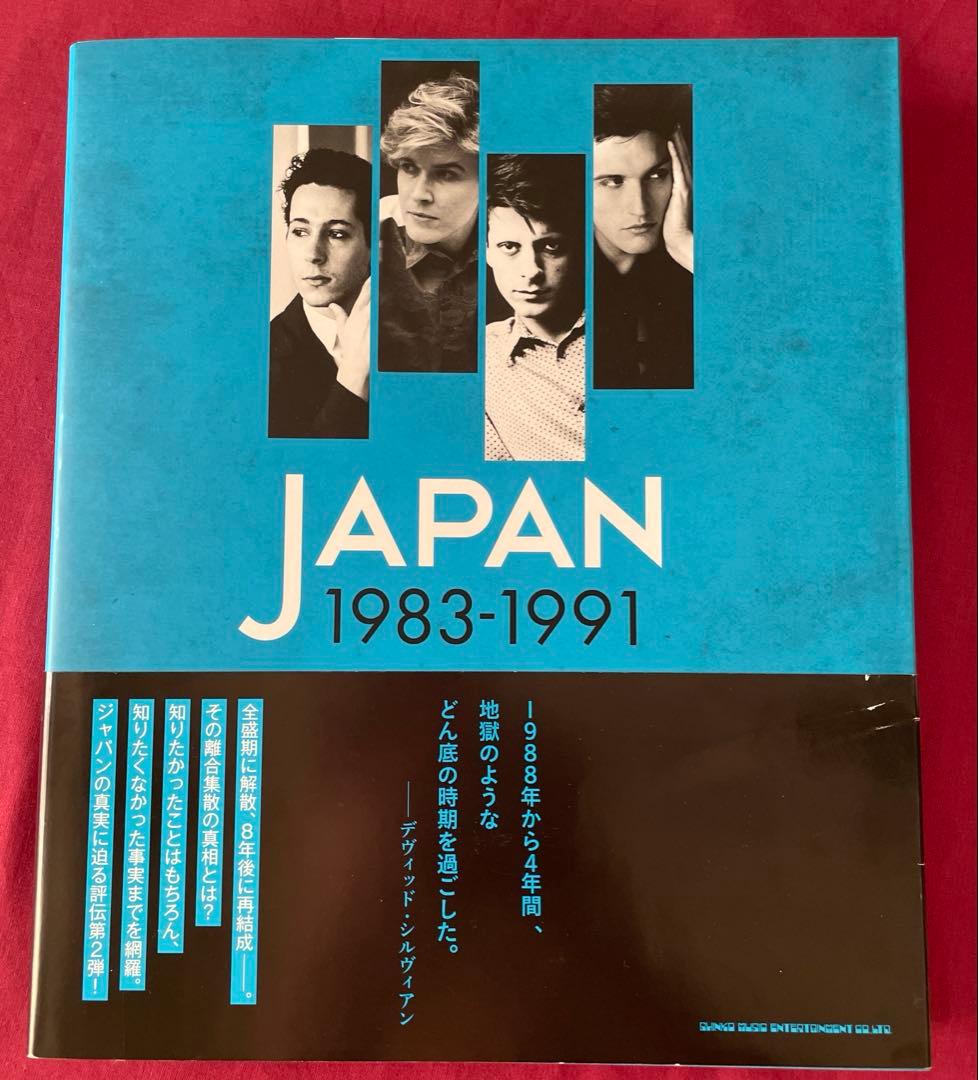 JAPAN
1983-1991
1988年から4年間、
地獄のような
どん底の時期を過ごした。
──デヴィッド・シルヴィアン
全盛期に解散、8年後に再結成──。
その離合集散の真相とは？
知りたかったことはもちろん、
知りたくなかった事実までを網羅。
ジャパンの真実に迫る評伝第2弾！
SHINKO MUSIC ENTERTAINMENT CO.,LTD.